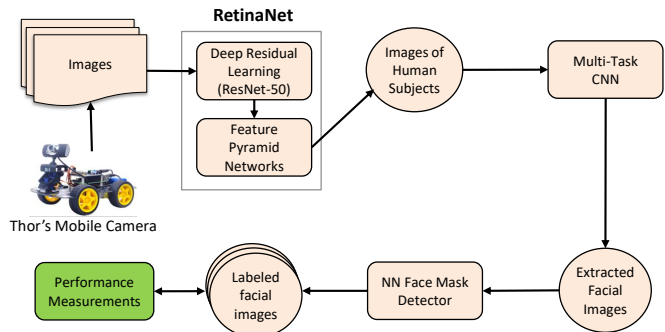 RetinaNet
Images
Deep Residual
Learning
(ResNet-50)
Feature
Pyramid
Networks
Images of
Human
Subjects
Multi-Task
CNN
Thor's Mobile Camera
Performance
Measurements
Labeled
facial
images
NN Face Mask
Detector
Extracted
Facial
Images